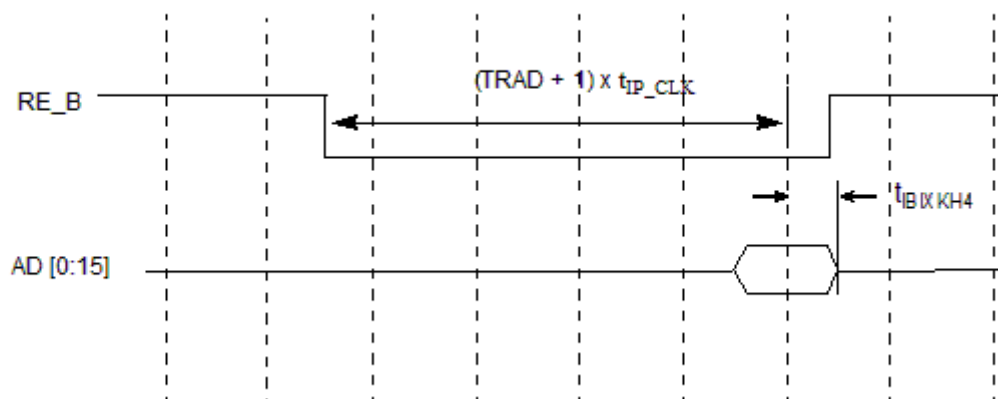 (TRAD + 1) x tIP_CLK
RE_B
tIBIXKH4
AD [0:15]